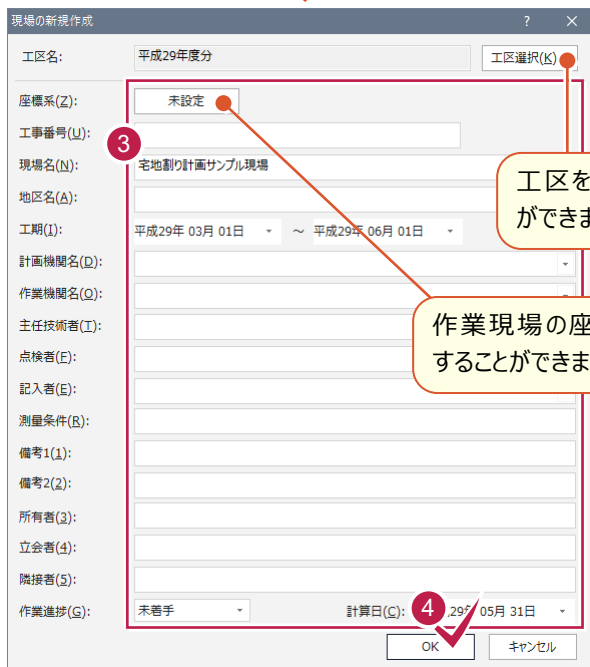 現場の新規作成 ? ×
工区名: 平成29年度分 工区選択(K)
座標系(Z): 未設定
3
工事番号(U):
現場名(N): 宅地割り計画サンプル現場
地区名(A):
工区を
ができま
工期(I): 平成29年 03月 01日 ～ 平成29年 06月 01日
計画機関名(D):
作業機関名(O):
主任技術者(T):
作業現場の座
することができま
点検者(F):
記入者(E):
測量条件(R):
備考1(1):
備考2(2):
所有者(3):
立会者(4):
隣接者(5):
作業進捗(G): 未着手 計算日(C): 4 29年 05月 31日
OK キャンセル